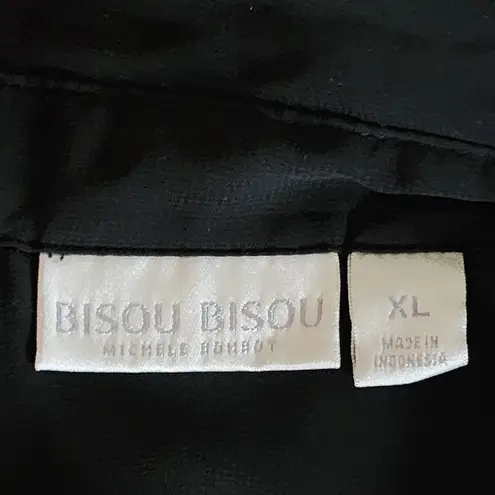 BISOU BISOU
MICHELE BOHBOT
XL
MADE IN
INDONESIA